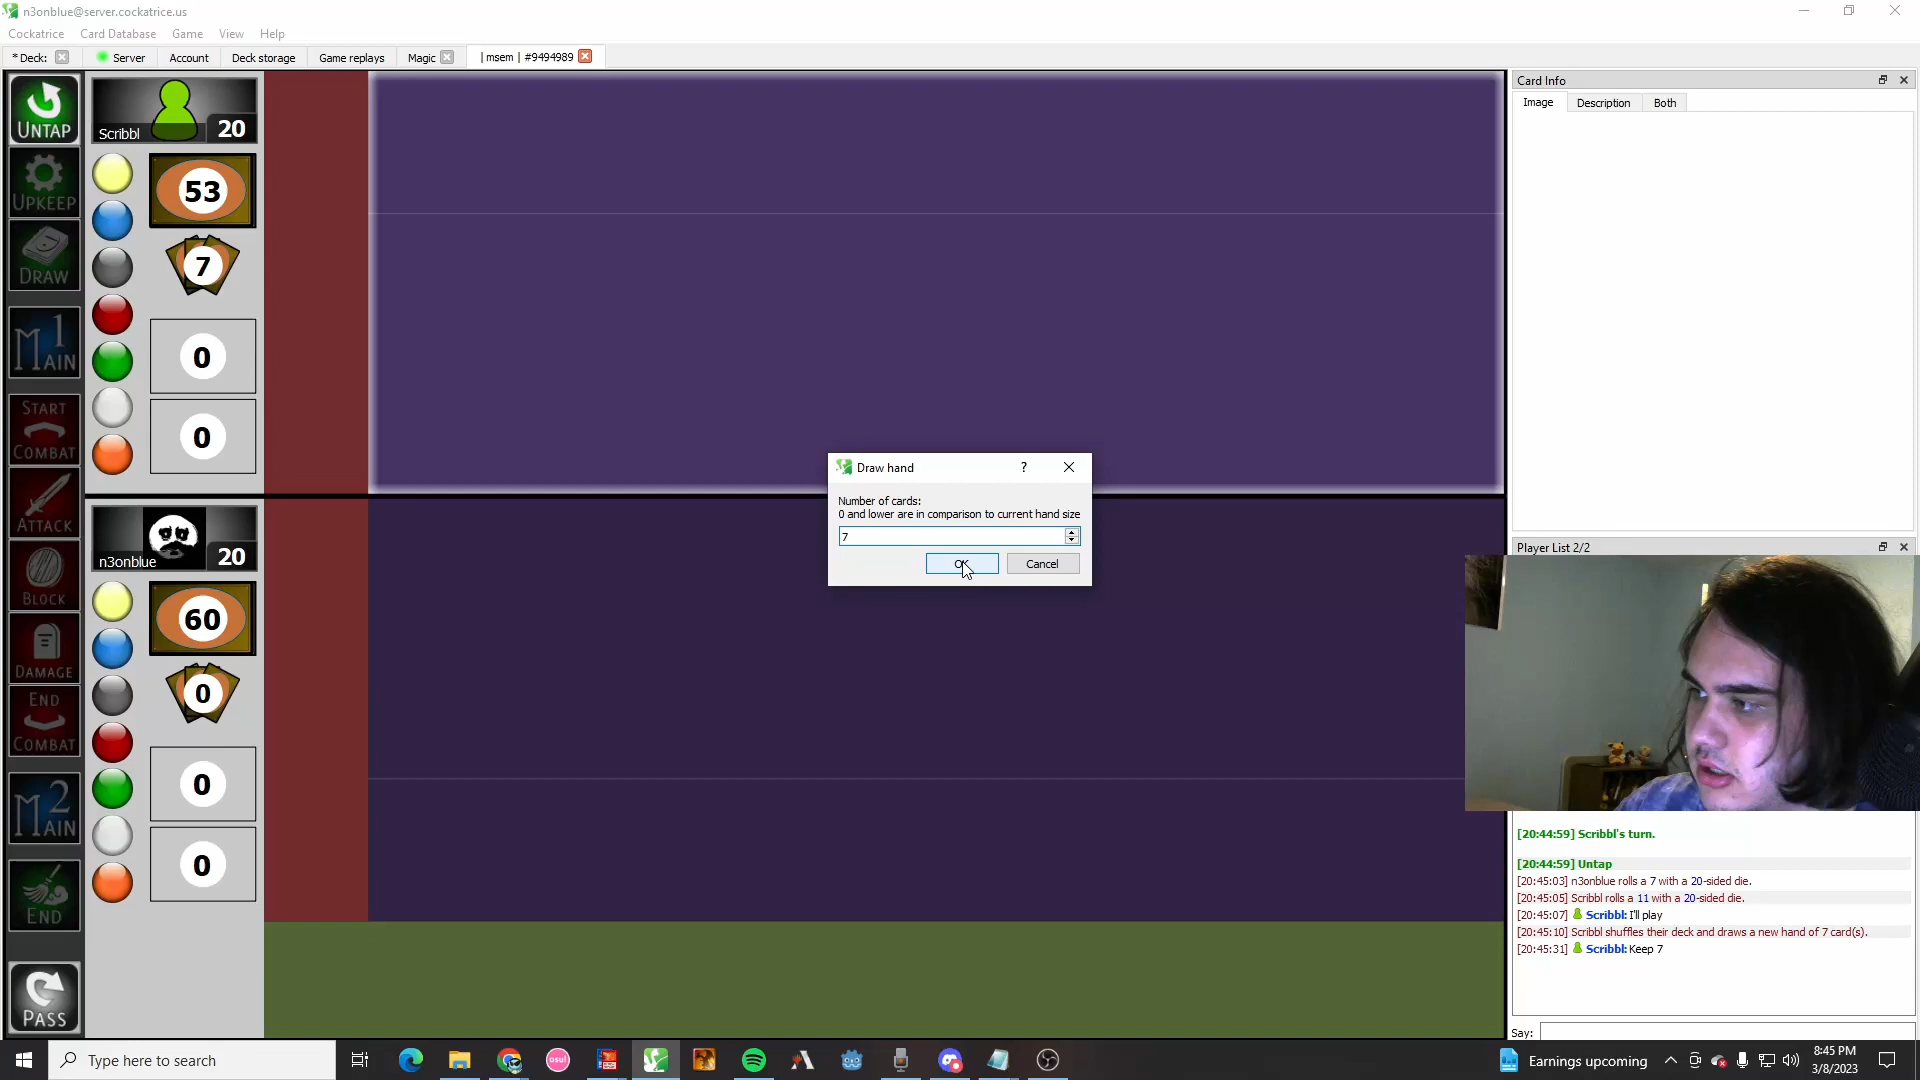 n3onblue@server.cockatrice.us
Cockatrice Card Database Game View Help
* Deck: Server Account Deck storage Game replays Magic | msem | #9494989
UNTAP
UPKEEP
DRAW
M1 MAIN
START COMBAT
ATTACK
BLOCK
DAMAGE
END COMBAT
M2 MAIN
END
PASS
Scribbl 20
53
7
0
0
n3onblue 20
60
0
0
0
Draw hand ?
Number of cards:
0 and lower are in comparison to current hand size
7
Cancel
Card Info
Image Description Both
Player List 2/2
[20:44:59] Scribbl's turn.
[20:44:59] Untap
[20:45:03] n3onblue rolls a 7 with a 20-sided die.
[20:45:05] Scribbl rolls a 11 with a 20-sided die.
[20:45:07] Scribbl: I'll play
[20:45:10] Scribbl shuffles their deck and draws a new hand of 7 card(s).
[20:45:31] Scribbl: Keep 7
Say:
Type here to search
osu!
Earnings upcoming
8:45 PM
3/8/2023